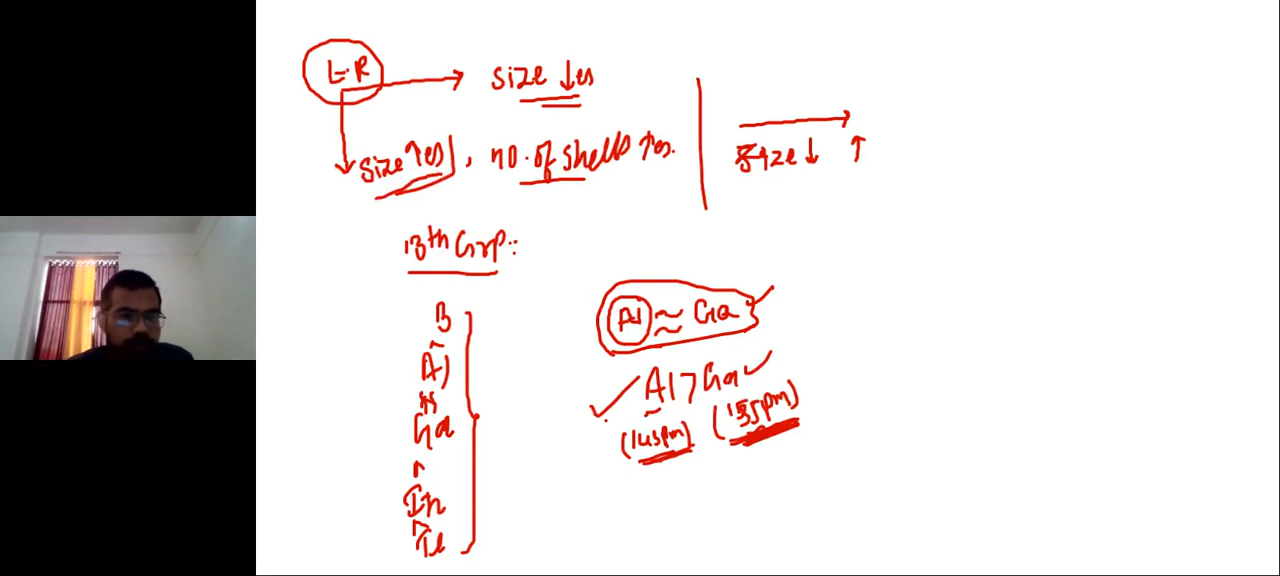 L-R
size ↓es
size ↑es, no. of shells ↑es.
size ↓ ↑
13th Grp:
B
Al
Ga
In
Tl
Al ≈ Ga
Al > Ga
(145pm) (135pm)